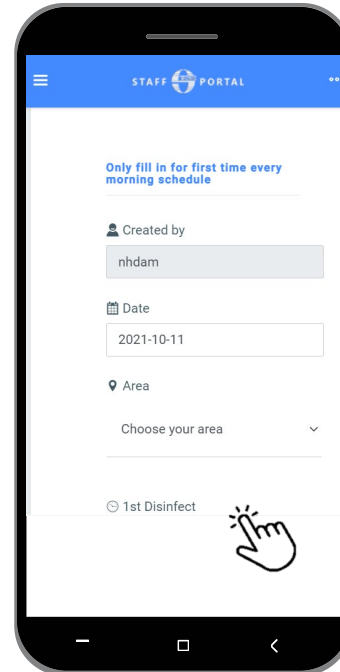 STAFF PORTAL
Only fill in for first time every
morning schedule
Created by
nhdam
Date
2021-10-11
Area
Choose your area
1st Disinfect